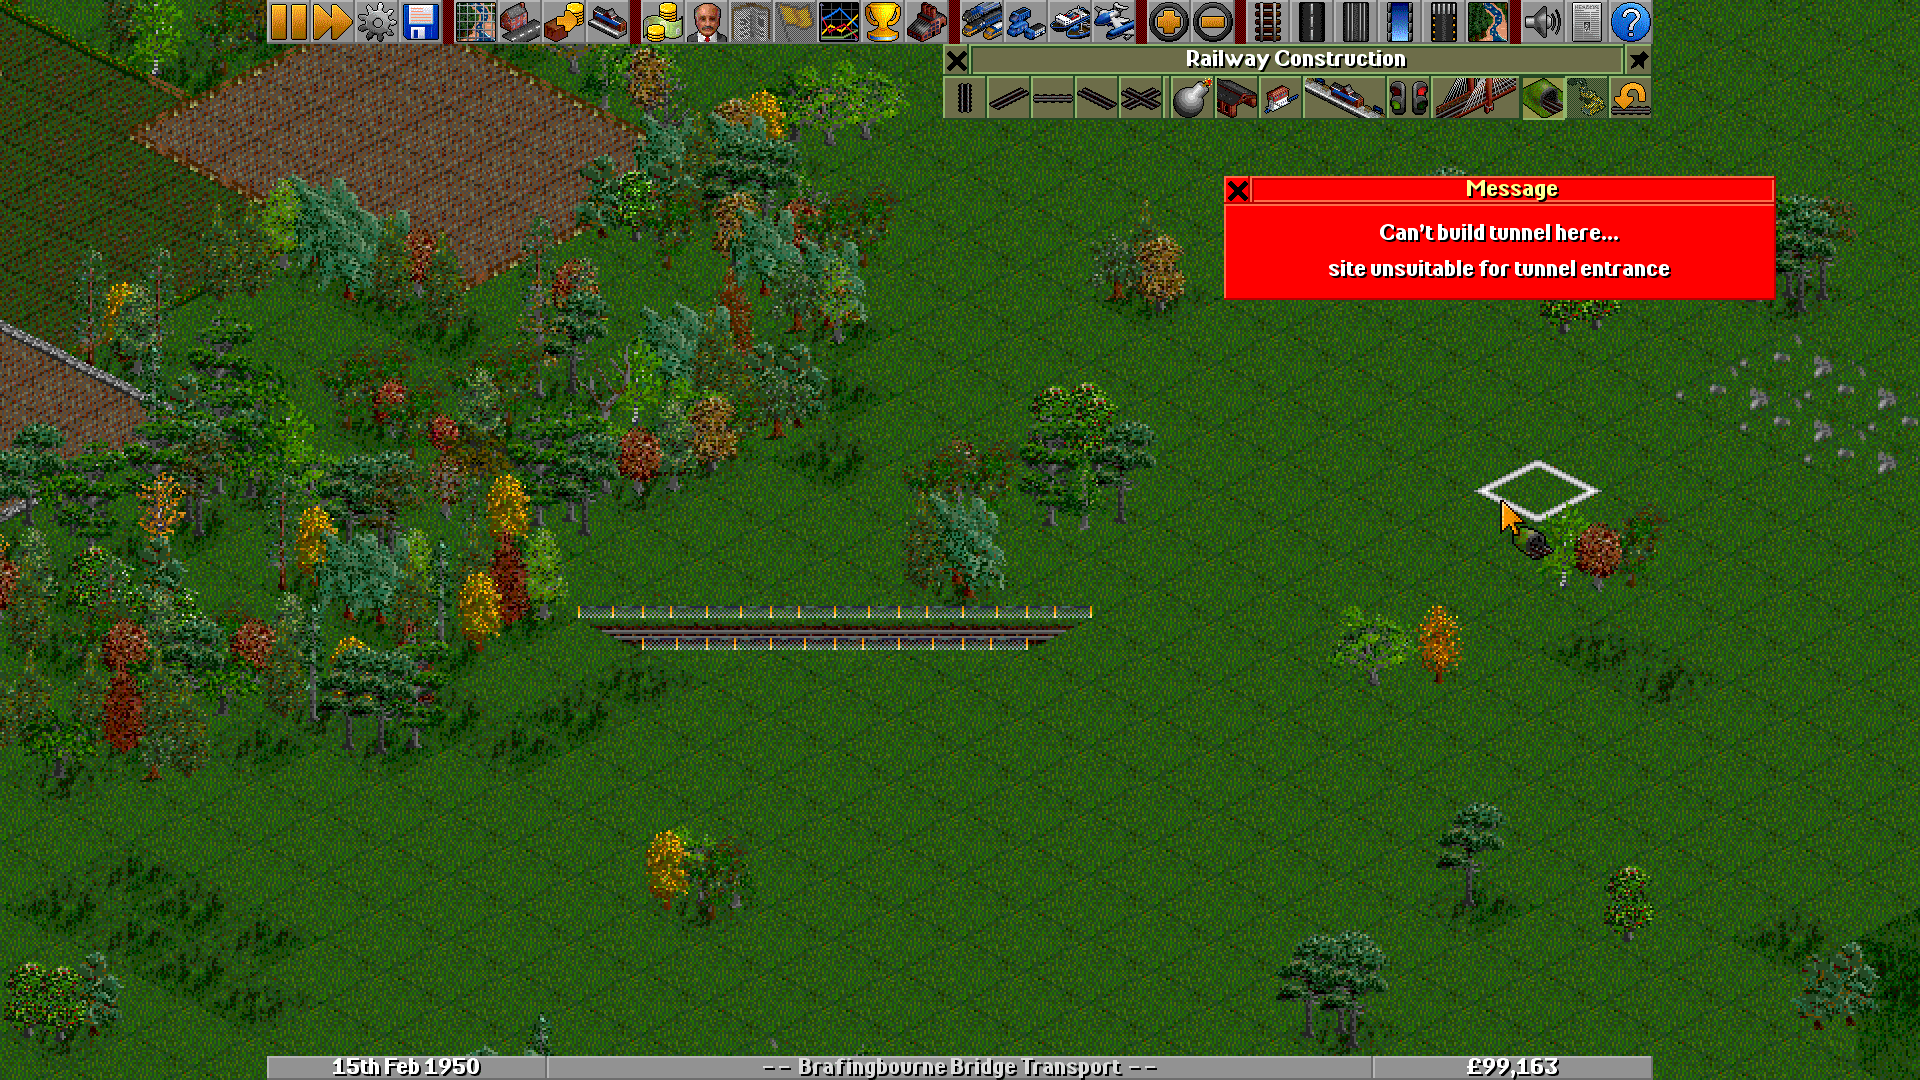 Railway Construction
Message
Can't build tunnel here...
site unsuitable for tunnel entrance
15th Feb 1950
-- Brafingbourne Bridge Transport --
£99,163